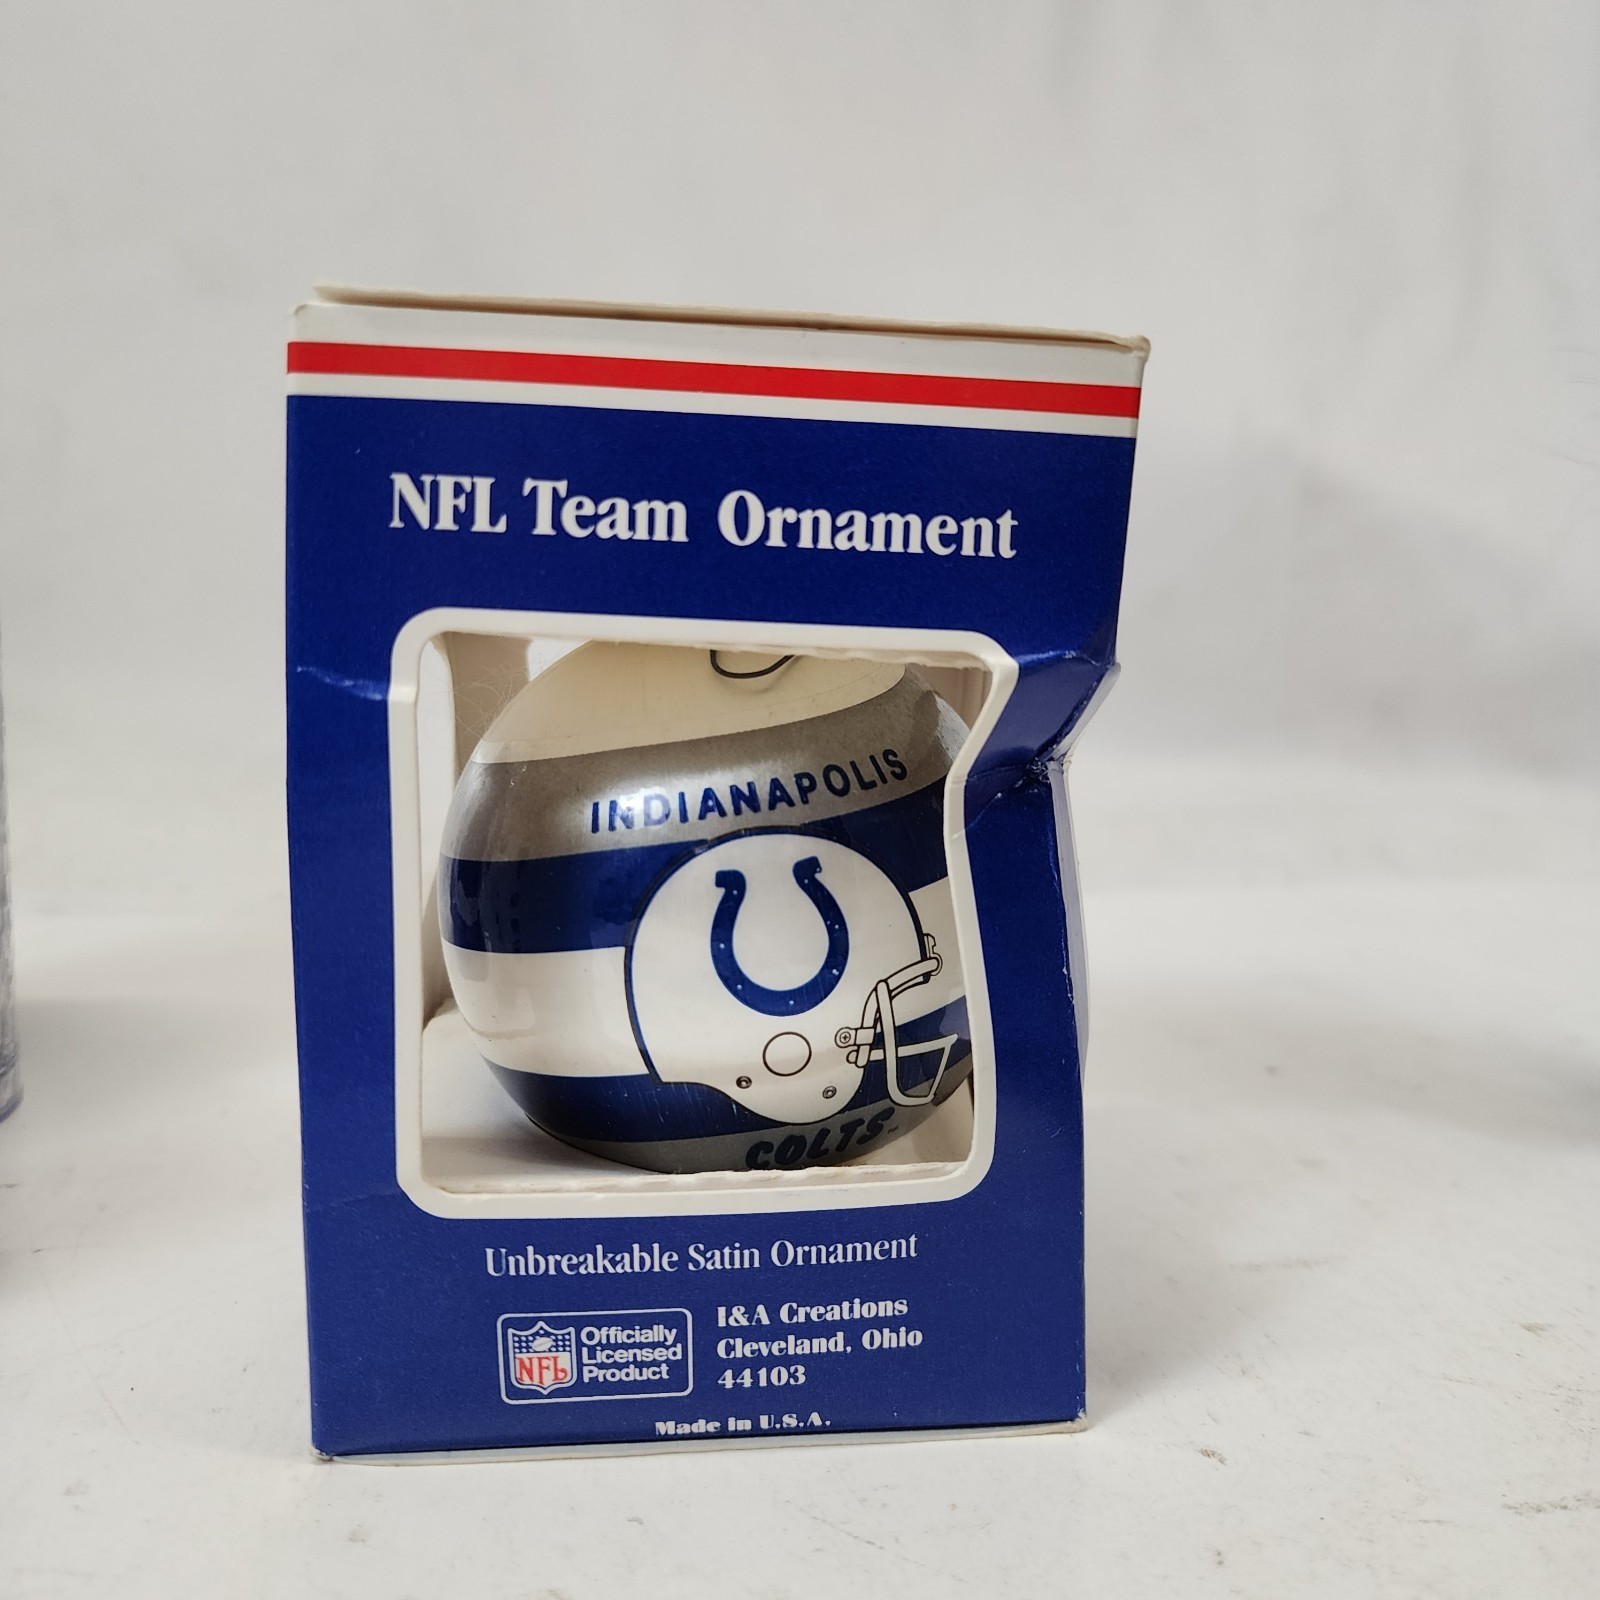 NFL Team Ornament
INDIANAPOLIS
COLTS
Unbreakable Satin Ornament
NFL
Officially
Licensed
Product
I&A Creations
Cleveland, Ohio
44103
Made in U.S.A.